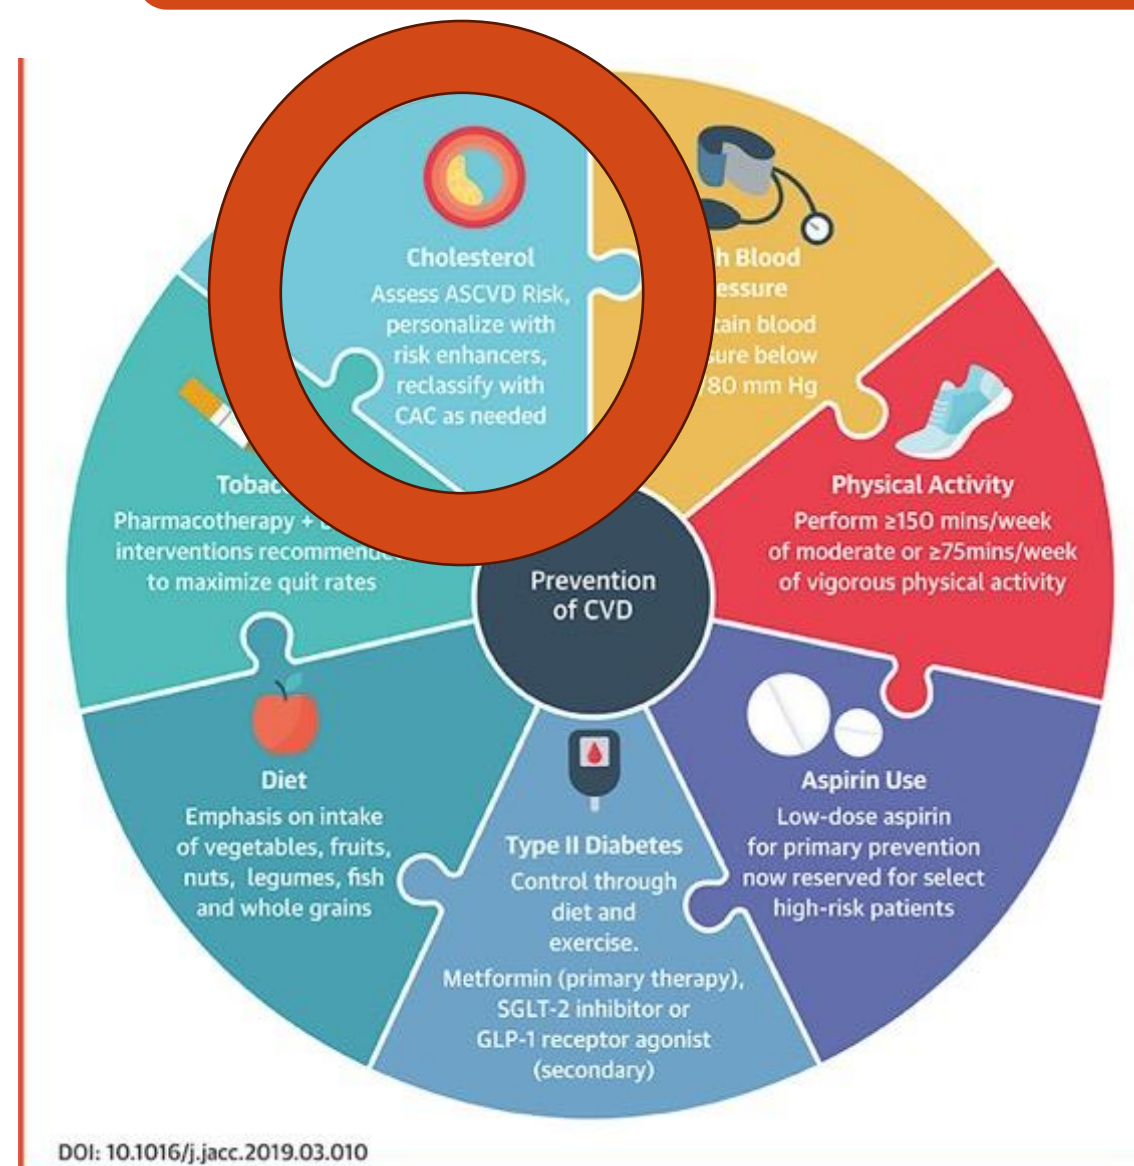 Cholesterol
Assess ASCVD Risk,
personalize with
risk enhancers,
reclassify with
CAC as needed
h Blood
essure
tain blood
sure below
/80 mm Hg
Physical Activity
Perform ≥150 mins/week
of moderate or ≥75mins/week
of vigorous physical activity
Aspirin Use
Low-dose aspirin
for primary prevention
now reserved for select
high-risk patients
Type II Diabetes
Control through
diet and
exercise.
Metformin (primary therapy),
SGLT-2 inhibitor or
GLP-1 receptor agonist
(secondary)
Diet
Emphasis on intake
of vegetables, fruits,
nuts, legumes, fish
and whole grains
Tobac
Pharmacotherapy +
interventions recommende
to maximize quit rates
Prevention
of CVD
DOI: 10.1016/j.jacc.2019.03.010